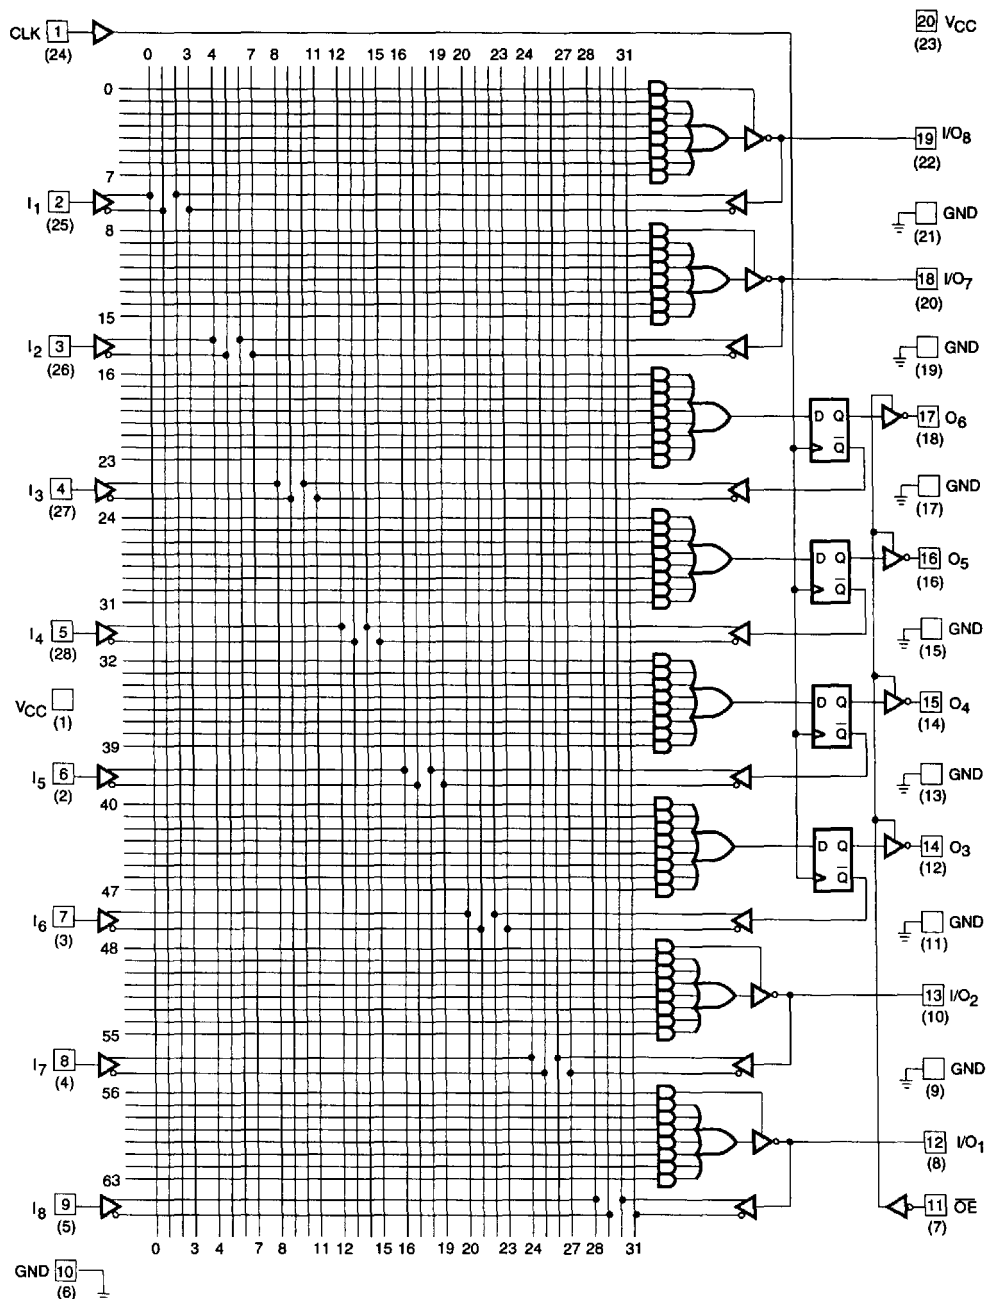 CLK 1 (24)
20 VCC (23)
0 3 4 7 8 11 12 15 16 19 20 23 24 27 28 31
0
7
19 I/O8 (22)
I1 2 (25)
GND (21)
8
15
18 I/O7 (20)
I2 3 (26)
GND (19)
16
23
D Q Q
17 O6 (18)
I3 4 (27)
GND (17)
24
31
D Q Q
16 O5 (16)
I4 5 (28)
GND (15)
32
39
VCC (1)
D Q Q
15 O4 (14)
I5 6 (2)
GND (13)
40
47
D Q Q
14 O3 (12)
I6 7 (3)
GND (11)
48
55
13 I/O2 (10)
I7 8 (4)
GND (9)
56
63
12 I/O1 (8)
I8 9 (5)
11 OE (7)
0 3 4 7 8 11 12 15 16 19 20 23 24 27 28 31
GND 10 (6)